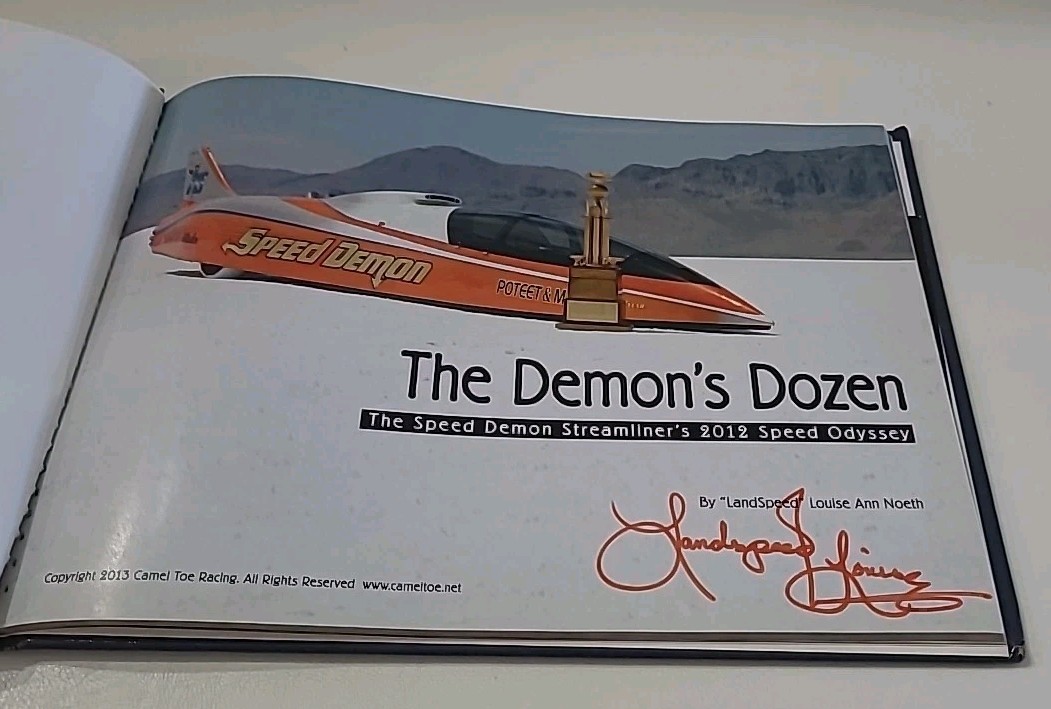 SPEED DEMON
POTEET & M
The Demon's Dozen
The Speed Demon Streamliner's 2012 Speed Odyssey
By "LandSpeed" Louise Ann Noeth
Landspeed Louise
Copyright 2013 Camel Toe Racing. All Rights Reserved www.cameltoe.net